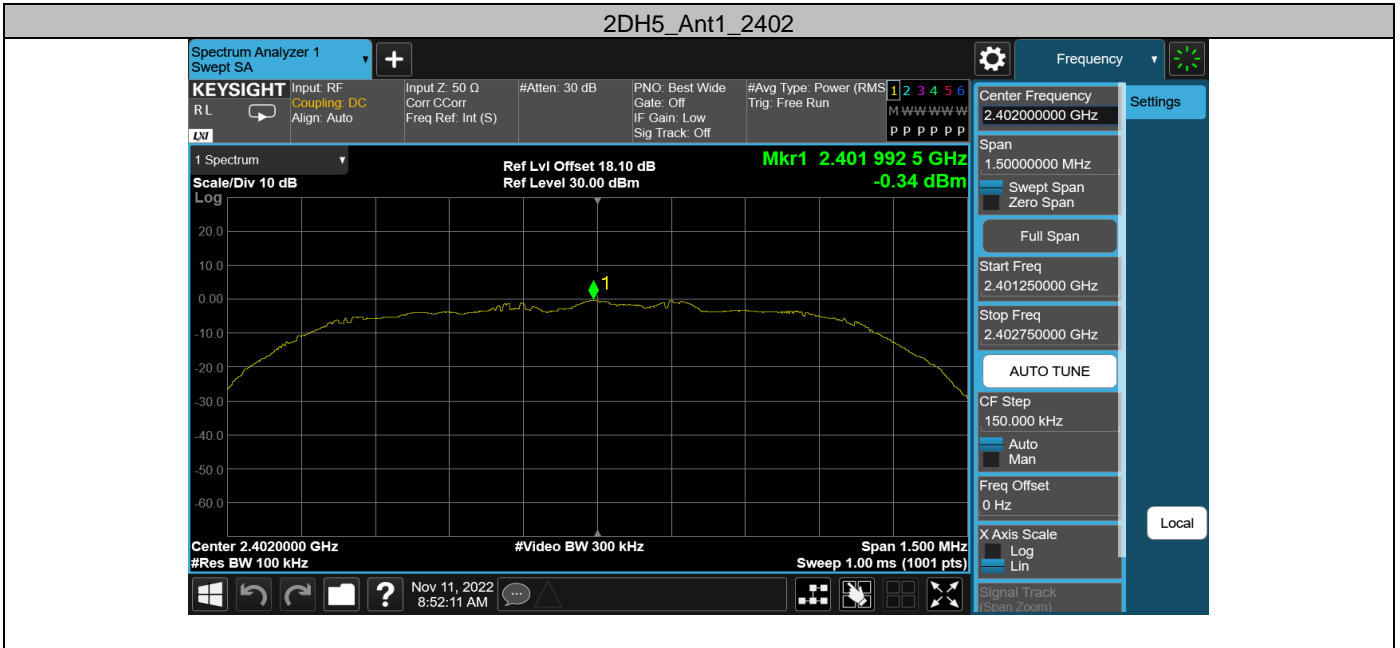 2DH5_Ant1_2402
Spectrum Analyzer 1
Swept SA
Frequency
KEYSIGHT
R L
LXI
Input: RF
Coupling: DC
Align: Auto
Input Z: 50 Ω
Corr CCorr
Freq Ref: Int (S)
#Atten: 30 dB
PNO: Best Wide
Gate: Off
IF Gain: Low
Sig Track: Off
#Avg Type: Power (RMS
Trig: Free Run
1 2 3 4 5 6
M W W W W W
P P P P P P
1 Spectrum
Scale/Div 10 dB
Log
Ref Lvl Offset 18.10 dB
Ref Level 30.00 dBm
Mkr1 2.401 992 5 GHz
-0.34 dBm
20.0
10.0
0.00
-10.0
-20.0
-30.0
-40.0
-50.0
-60.0
1
Center 2.4020000 GHz
#Res BW 100 kHz
#Video BW 300 kHz
Span 1.500 MHz
Sweep 1.00 ms (1001 pts)
Nov 11, 2022
8:52:11 AM
Center Frequency
2.402000000 GHz
Span
1.50000000 MHz
Swept Span
Zero Span
Full Span
Start Freq
2.401250000 GHz
Stop Freq
2.402750000 GHz
AUTO TUNE
CF Step
150.000 kHz
Auto
Man
Freq Offset
0 Hz
X Axis Scale
Log
Lin
Signal Track
(Span Zoom)
Settings
Local